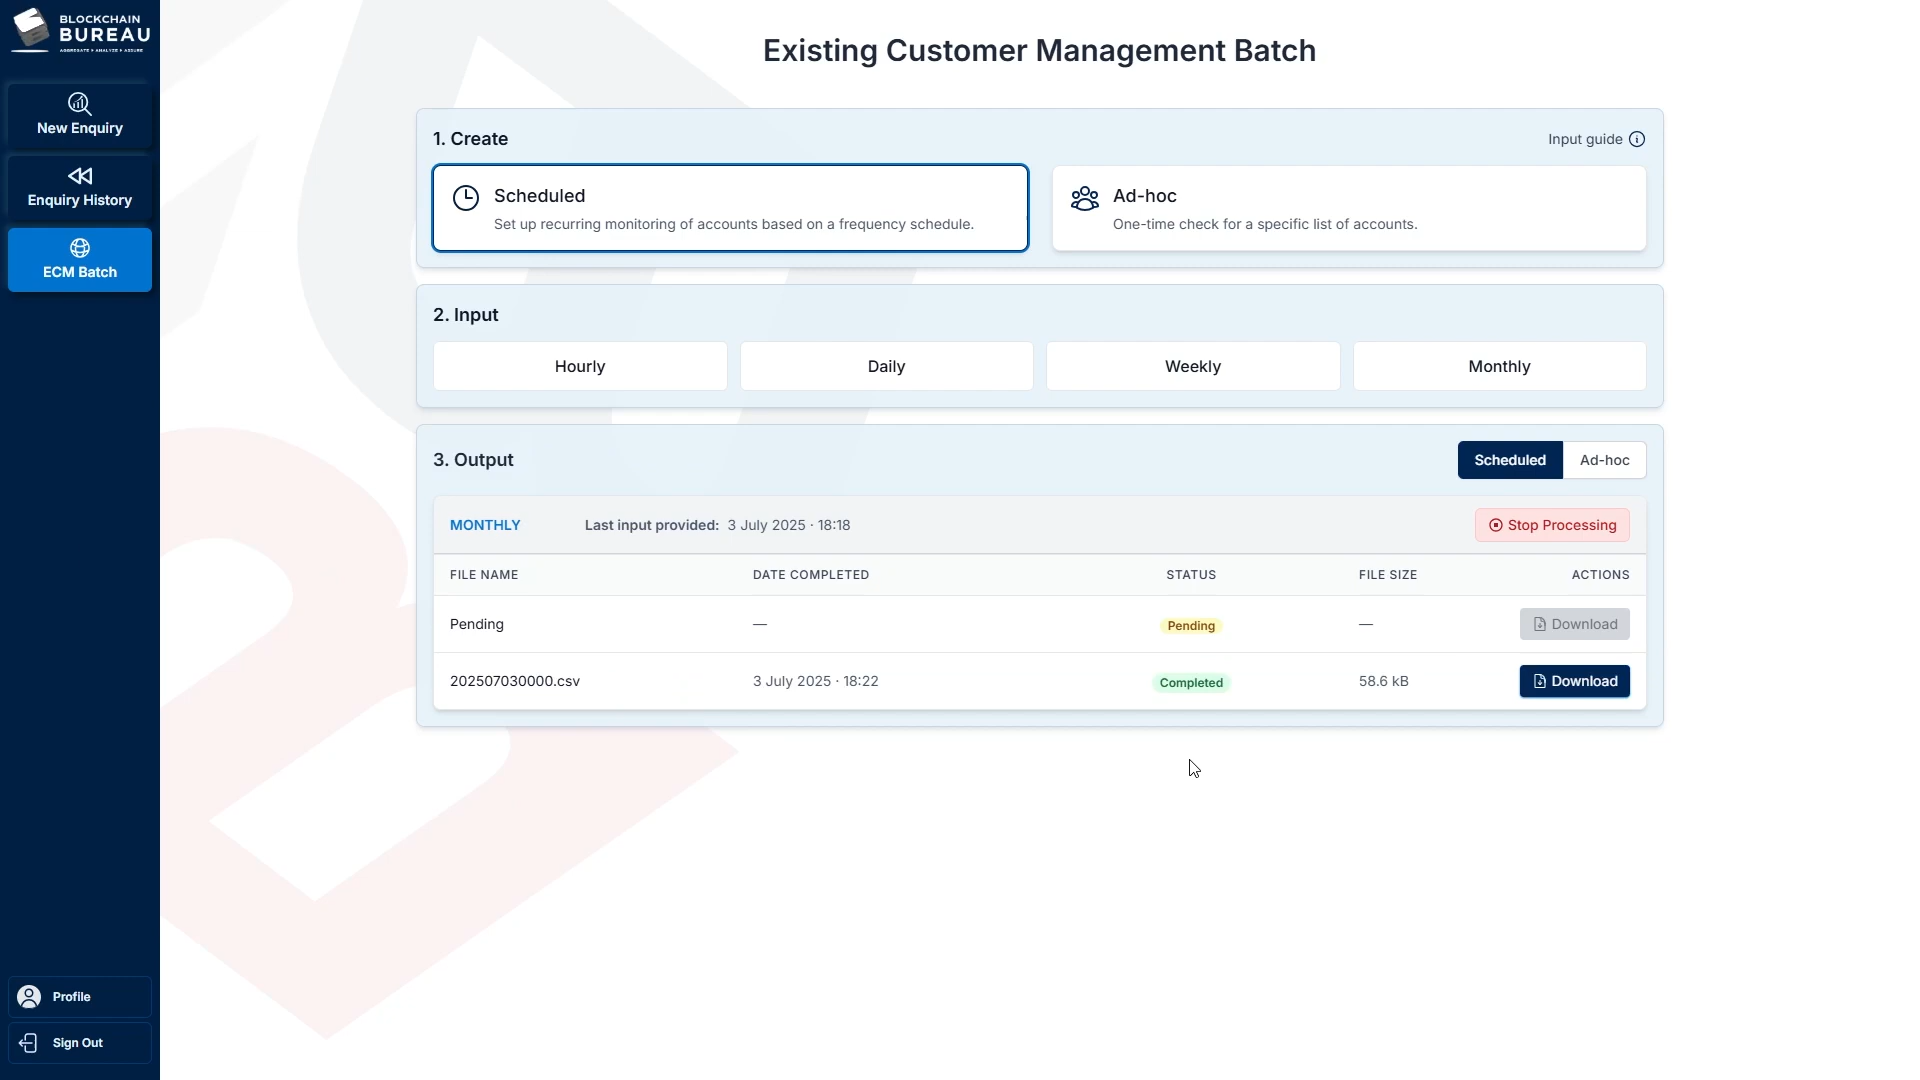 BLOCKCHAIN
BUREAU
AGGREGATE • ANALYZE • ASSURE
New Enquiry
Enquiry History
ECM Batch
Profile
Sign Out
Existing Customer Management Batch
1. Create
Input guide
Scheduled
Set up recurring monitoring of accounts based on a frequency schedule.
Ad-hoc
One-time check for a specific list of accounts.
2. Input
Hourly Daily Weekly Monthly
3. Output
Scheduled Ad-hoc
MONTHLY Last input provided: 3 July 2025 · 18:18 Stop Processing
FILE NAME DATE COMPLETED STATUS FILE SIZE ACTIONS
Pending — Pending — Download
202507030000.csv 3 July 2025 · 18:22 Completed 58.6 kB Download